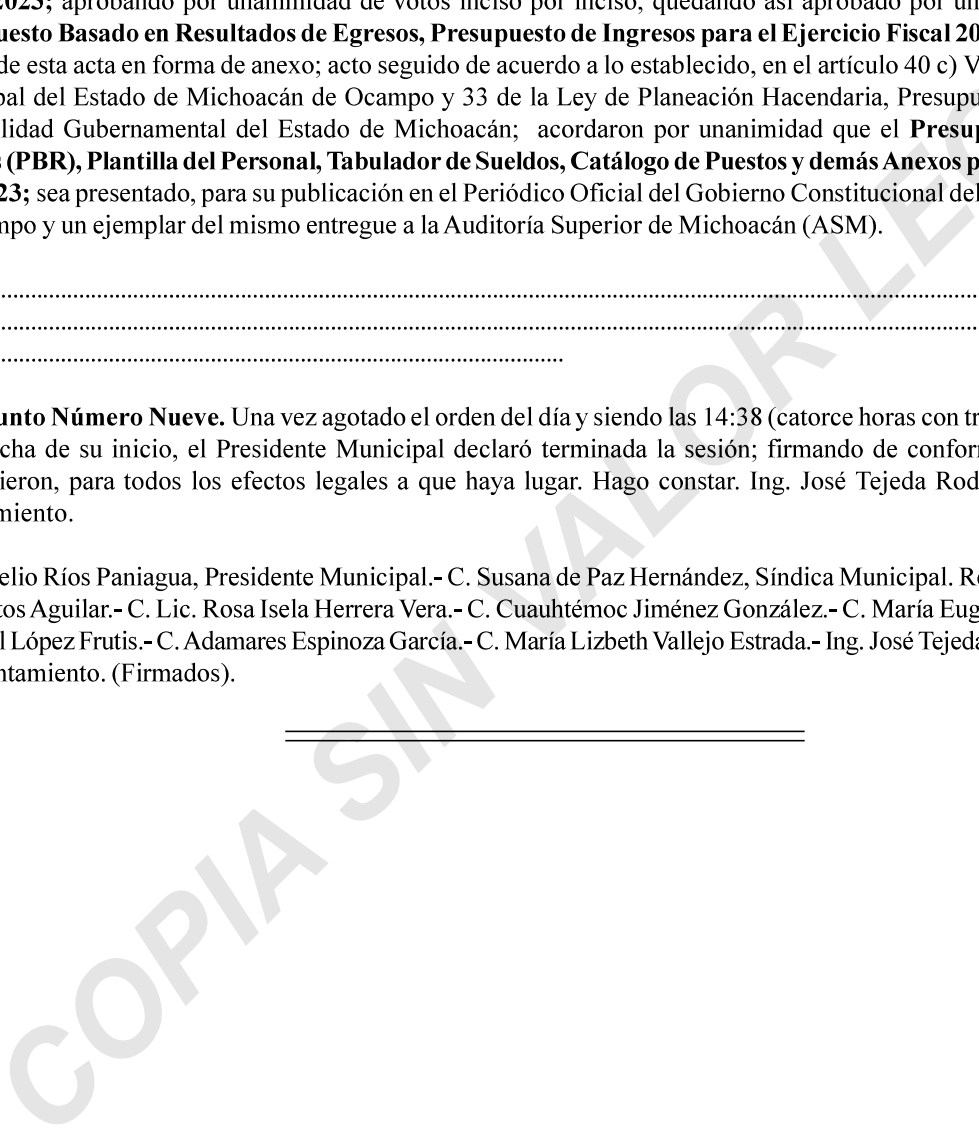 2023; aprobando por unanimidad de votos inciso por inciso, quedando así aprobado por
uesto Basado en Resultados de Egresos, Presupuesto de Ingresos para el Ejercicio Fiscal 20
de esta acta en forma de anexo; acto seguido de acuerdo a lo establecido, en el artículo 40 c) V
pal del Estado de Michoacán de Ocampo y 33 de la Ley de Planeación Hacendaria, Presupu
lidad Gubernamental del Estado de Michoacán; acordaron por unanimidad que el Presup
s (PBR), Plantilla del Personal, Tabulador de Sueldos, Catálogo de Puestos y demás Anexos p
23; sea presentado, para su publicación en el Periódico Oficial del Gobierno Constitucional del
mpo y un ejemplar del mismo entregue a la Auditoría Superior de Michoacán (ASM).
unto Número Nueve. Una vez agotado el orden del día y siendo las 14:38 (catorce horas con tr
cha de su inicio, el Presidente Municipal declaró terminada la sesión; firmando de confor
ieron, para todos los efectos legales a que haya lugar. Hago constar. Ing. José Tejeda Rod
miento.
elio Ríos Paniagua, Presidente Municipal.- C. Susana de Paz Hernández, Síndica Municipal. R
tos Aguilar.- C. Lic. Rosa Isela Herrera Vera.- C. Cuauhtémoc Jiménez González.- C. María Eug
l López Frutis.- C. Adamares Espinoza García.- C. María Lizbeth Vallejo Estrada.- Ing. José Tejeda
ntamiento. (Firmados).
COPIA SIN VALOR LEG